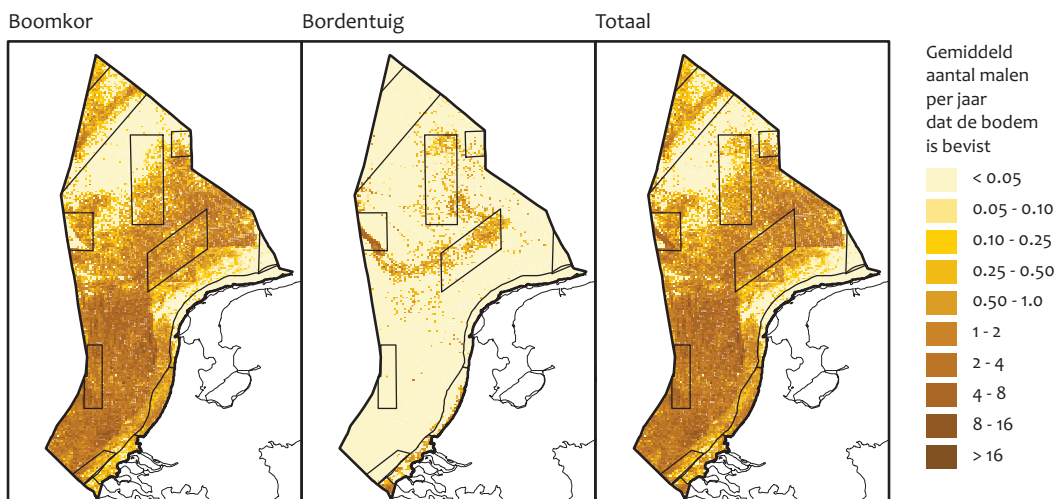 Boomkor
Bordentuig
Totaal
Gemiddeld
aantal malen
per jaar
dat de bodem
is bevist
< 0.05
0.05 - 0.10
0.10 - 0.25
0.25 - 0.50
0.50 - 1.0
1 - 2
2 - 4
4 - 8
8 - 16
> 16